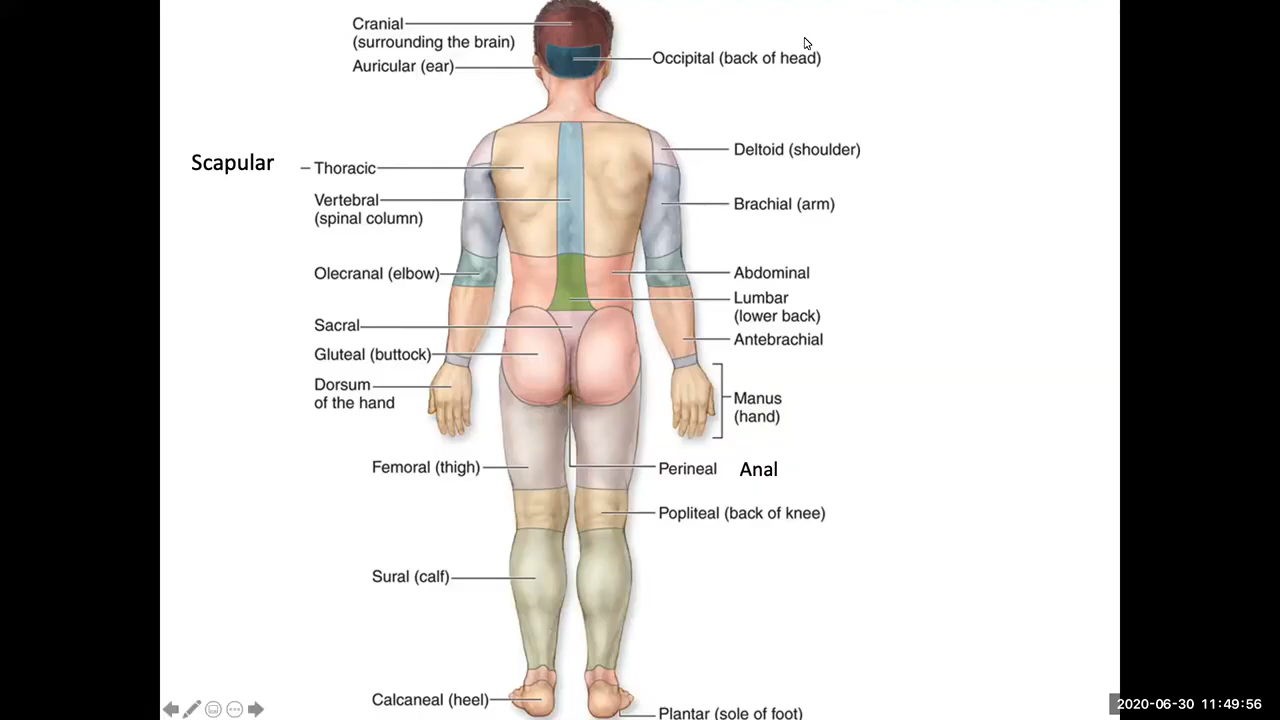 Cranial
(surrounding the brain)
Auricular (ear)
Occipital (back of head)
Scapular
Thoracic
Vertebral
(spinal column)
Olecranal (elbow)
Sacral
Gluteal (buttock)
Dorsum
of the hand
Femoral (thigh)
Sural (calf)
Calcaneal (heel)
Deltoid (shoulder)
Brachial (arm)
Abdominal
Lumbar
(lower back)
Antebrachial
Manus
(hand)
Perineal Anal
Popliteal (back of knee)
Plantar (sole of foot)
2020-06-30 11:49:56